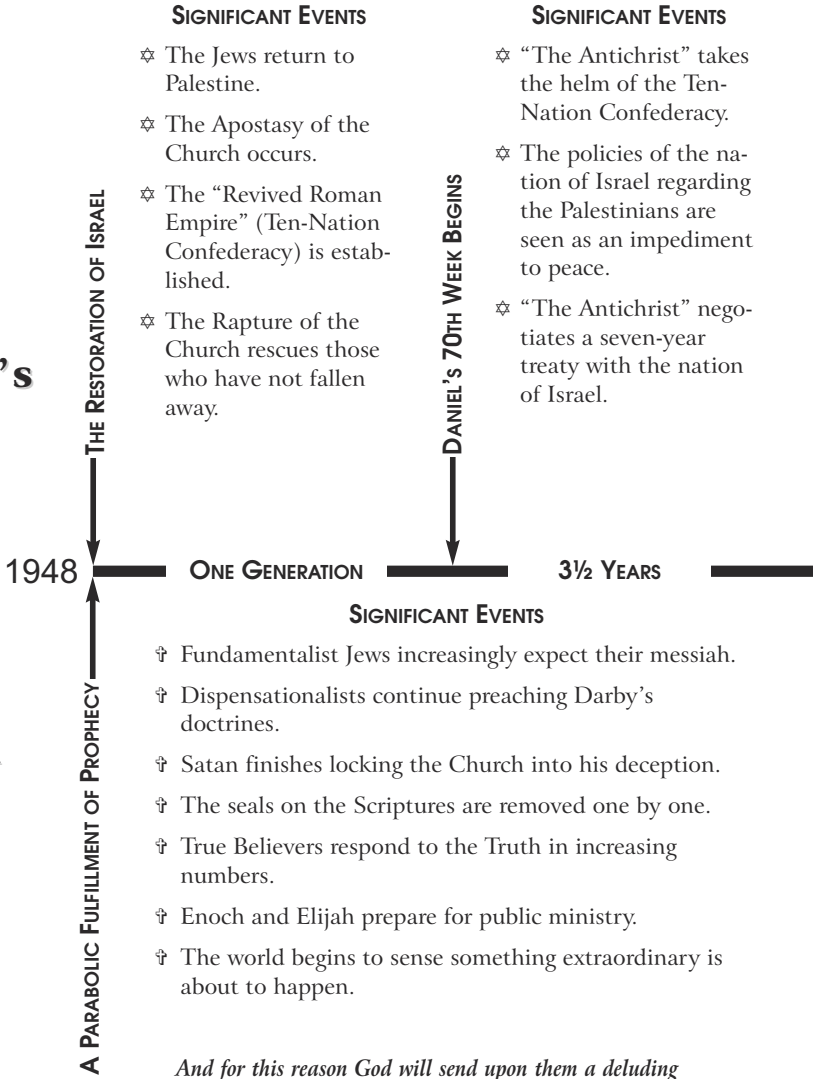 SIGNIFICANT EVENTS
✡ The Jews return to
Palestine.
✡ The Apostasy of the
Church occurs.
✡ The “Revived Roman
Empire” (Ten-Nation
Confederacy) is estab-
lished.
✡ The Rapture of the
Church rescues those
who have not fallen
away.
SIGNIFICANT EVENTS
✡ “The Antichrist” takes
the helm of the Ten-
Nation Confederacy.
✡ The policies of the na-
tion of Israel regarding
the Palestinians are
seen as an impediment
to peace.
✡ “The Antichrist” nego-
tiates a seven-year
treaty with the nation
of Israel.
THE RESTORATION OF ISRAEL
DANIEL’S 70TH WEEK BEGINS
’s
1948
ONE GENERATION
3½ YEARS
SIGNIFICANT EVENTS
✞ Fundamentalist Jews increasingly expect their messiah.
✞ Dispensationalists continue preaching Darby’s
doctrines.
✞ Satan finishes locking the Church into his deception.
✞ The seals on the Scriptures are removed one by one.
✞ True Believers respond to the Truth in increasing
numbers.
✞ Enoch and Elijah prepare for public ministry.
✞ The world begins to sense something extraordinary is
about to happen.
A PARABOLIC FULFILLMENT OF PROPHECY
And for this reason God will send upon them a deluding